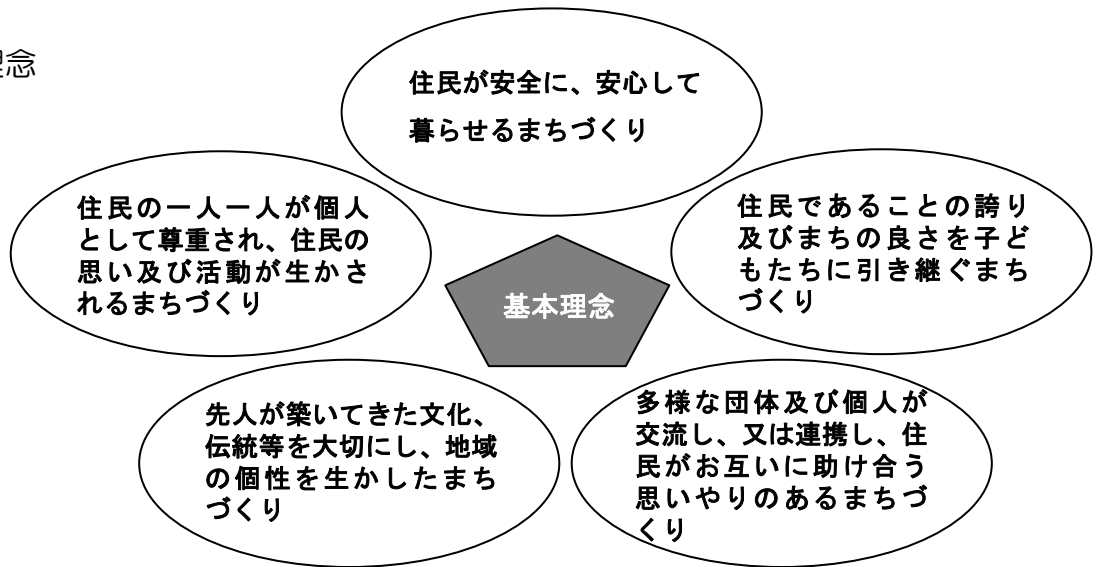 理念
住民が安全に、安心して
暮らせるまちづくり
住民の一人一人が個人
として尊重され、住民の
思い及び活動が生かさ
れるまちづくり
住民であることの誇り
及びまちの良さを子ど
もたちに引き継ぐまち
づくり
基本理念
先人が築いてきた文化、
伝統等を大切にし、地域
の個性を生かしたまち
づくり
多様な団体及び個人が
交流し、又は連携し、住
民がお互いに助け合う
思いやりのあるまちづ
くり